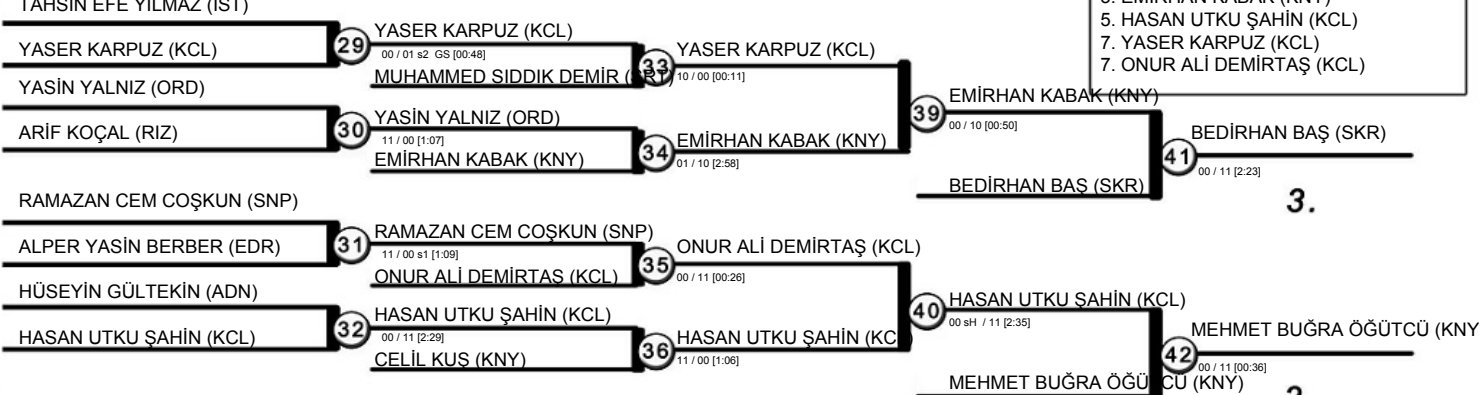 TAHSİN EFE YILMAZ (İST)
YASER KARPUZ (KCL)
YASİN YALNIZ (ORD)
ARİF KOÇAL (RIZ)
RAMAZAN CEM COŞKUN (SNP)
ALPER YASİN BERBER (EDR)
HÜSEYİN GÜLTEKİN (ADN)
HASAN UTKU ŞAHİN (KCL)
29
30
31
32
YASER KARPUZ (KCL)
00 / 01 s2 GS [00:48]
MUHAMMED SIDDIK DEMİR (SRT)
YASİN YALNIZ (ORD)
11 / 00 [1:07]
EMİRHAN KABAK (KNY)
RAMAZAN CEM COŞKUN (SNP)
11 / 00 s1 [1:09]
ONUR ALİ DEMİRTAŞ (KCL)
HASAN UTKU ŞAHİN (KCL)
00 / 11 [2:29]
CELİL KUŞ (KNY)
33
34
35
36
YASER KARPUZ (KCL)
10 / 00 [00:11]
EMİRHAN KABAK (KNY)
01 / 10 [2:58]
ONUR ALİ DEMİRTAŞ (KCL)
00 / 11 [00:26]
HASAN UTKU ŞAHİN (KCL)
11 / 00 [1:06]
39
40
EMİRHAN KABAK (KNY)
00 / 10 [00:50]
BEDİRHAN BAŞ (SKR)
HASAN UTKU ŞAHİN (KCL)
00 sH / 11 [2:35]
MEHMET BUĞRA ÖĞÜTCÜ (KNY)
41
42
BEDİRHAN BAŞ (SKR)
00 / 11 [2:23]
3.
MEHMET BUĞRA ÖĞÜTCÜ (KNY
00 / 11 [00:36]
5. EMİRHAN KABAK (KNY)
5. HASAN UTKU ŞAHİN (KCL)
7. YASER KARPUZ (KCL)
7. ONUR ALİ DEMİRTAŞ (KCL)